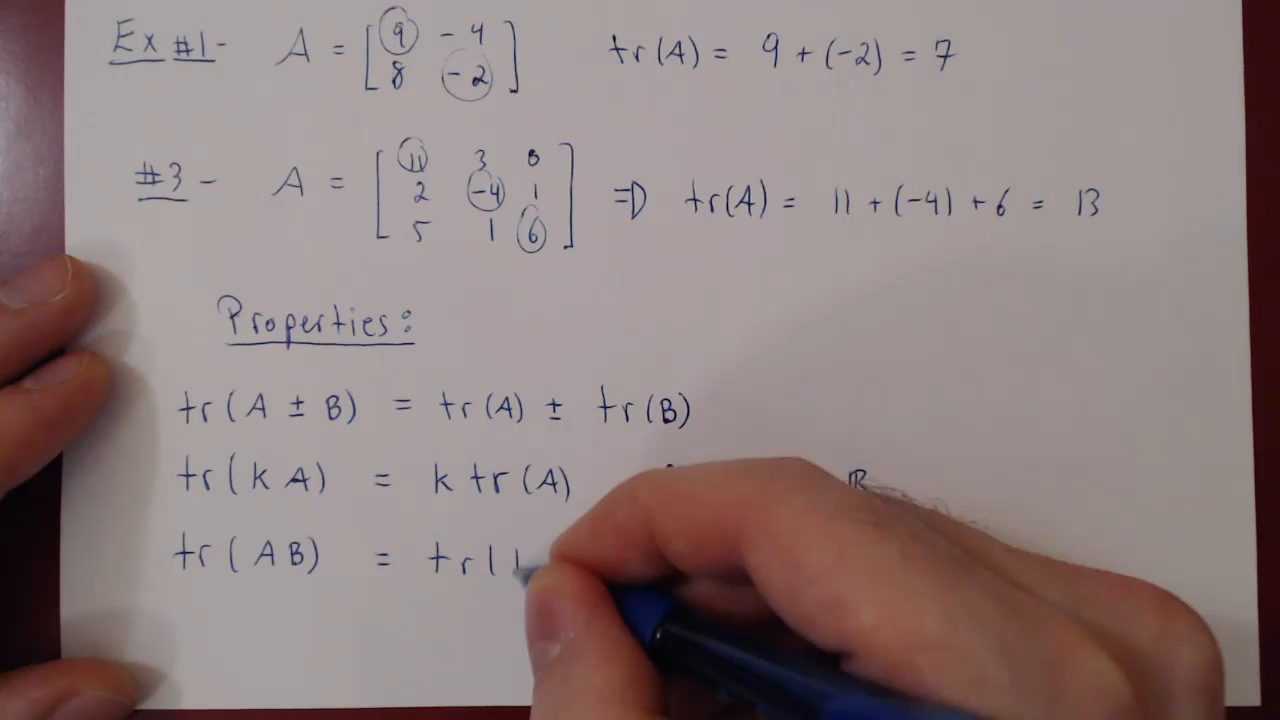 Ex #1- A = [ 9 -4 tr(A) = 9 + (-2) = 7
8 -2 ]
#3- A = [ 11 3 0
2 -4 1 ⇒ tr(A) = 11 + (-4) + 6 = 13
5 1 6 ]
Properties:
tr(A ± B) = tr(A) ± tr(B)
tr(k A) = k tr(A) ℝ
tr(AB) = tr(